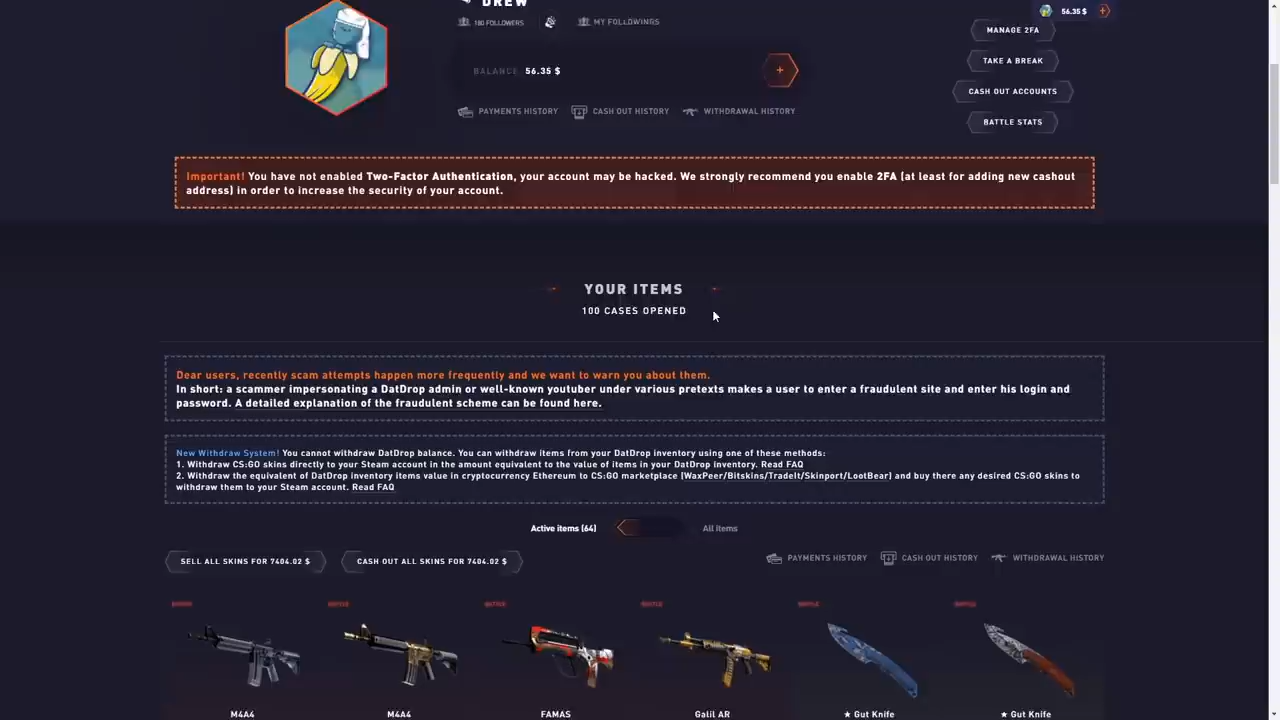 DREW
56.35 $
180 FOLLOWERS
MY FOLLOWINGS
MANAGE 2FA
BALANCE: 56.35 $
TAKE A BREAK
CASH OUT ACCOUNTS
PAYMENTS HISTORY
CASH OUT HISTORY
WITHDRAWAL HISTORY
BATTLE STATS
Important! You have not enabled Two-Factor Authentication, your account may be hacked. We strongly recommend you enable 2FA (at least for adding new cashout
address) in order to increase the security of your account.
YOUR ITEMS
100 CASES OPENED
Dear users, recently scam attempts happen more frequently and we want to warn you about them.
In short: a scammer impersonating a DatDrop admin or well-known youtuber under various pretexts makes a user to enter a fraudulent site and enter his login and
password. A detailed explanation of the fraudulent scheme can be found here.
New Withdraw System! You cannot withdraw DatDrop balance. You can withdraw items from your DatDrop inventory using one of these methods:
1. Withdraw CS:GO skins directly to your Steam account in the amount equivalent to the value of items in your DatDrop inventory. Read FAQ
2. Withdraw the equivalent of DatDrop inventory items value in cryptocurrency Ethereum to CS:GO marketplace (WaxPeer/Bitskins/TradeIt/Skinport/LootBear) and buy there any desired CS:GO skins to
withdraw them to your Steam account. Read FAQ
Active items (64)
All items
SELL ALL SKINS FOR 7404.02 $
CASH OUT ALL SKINS FOR 7404.02 $
PAYMENTS HISTORY
CASH OUT HISTORY
WITHDRAWAL HISTORY
BATTLE
BATTLE
BATTLE
BATTLE
BATTLE
M4A4
M4A4
FAMAS
Galil AR
★ Gut Knife
★ Gut Knife